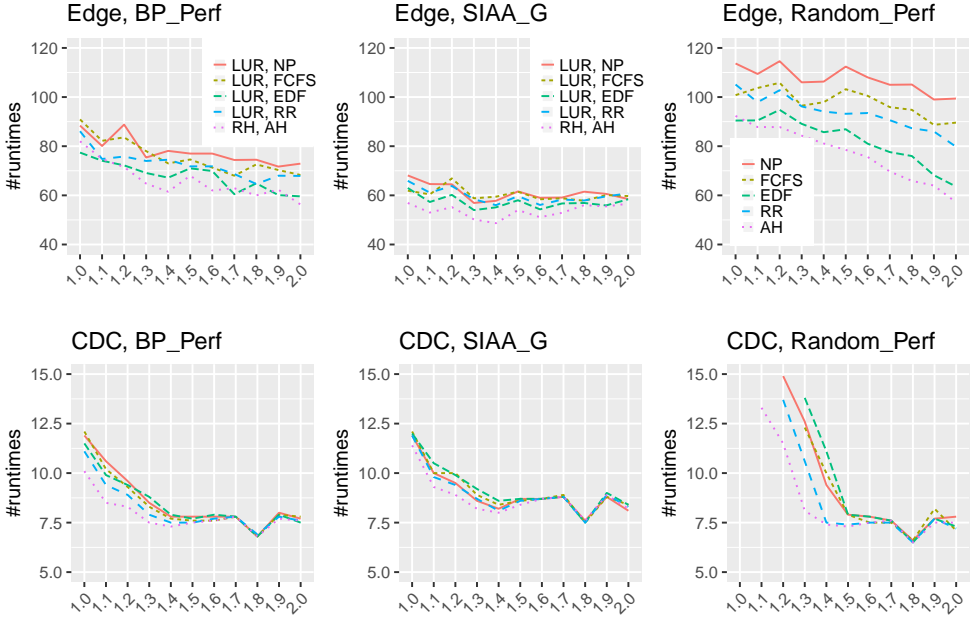 Edge, BP_Perf
#runtimes
120
100
80
60
40
LUR, NP
LUR, FCFS
LUR, EDF
LUR, RR
RH, AH
1.0 1.1 1.2 1.3 1.4 1.5 1.6 1.7 1.8 1.9 2.0
Edge, SIAA_G
#runtimes
120
100
80
60
40
LUR, NP
LUR, FCFS
LUR, EDF
LUR, RR
RH, AH
1.0 1.1 1.2 1.3 1.4 1.5 1.6 1.7 1.8 1.9 2.0
Edge, Random_Perf
#runtimes
120
100
80
60
40
NP
FCFS
EDF
RR
AH
1.0 1.1 1.2 1.3 1.4 1.5 1.6 1.7 1.8 1.9 2.0
CDC, BP_Perf
#runtimes
15.0
12.5
10.0
7.5
5.0
1.0 1.1 1.2 1.3 1.4 1.5 1.6 1.7 1.8 1.9 2.0
CDC, SIAA_G
#runtimes
15.0
12.5
10.0
7.5
5.0
1.0 1.1 1.2 1.3 1.4 1.5 1.6 1.7 1.8 1.9 2.0
CDC, Random_Perf
#runtimes
15.0
12.5
10.0
7.5
5.0
1.0 1.1 1.2 1.3 1.4 1.5 1.6 1.7 1.8 1.9 2.0